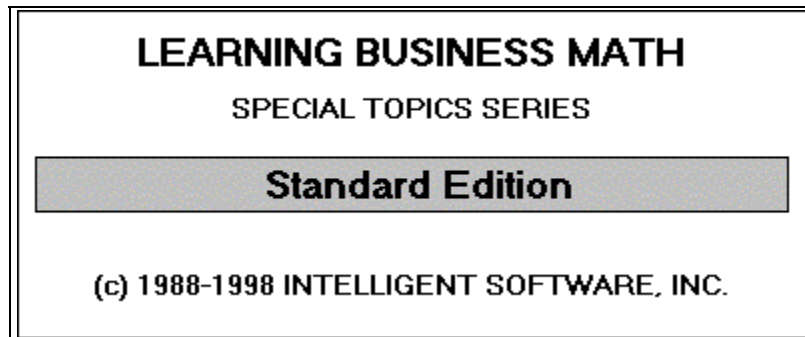 LEARNING BUSINESS MATH
SPECIAL TOPICS SERIES
Standard Edition
(c) 1988-1998 INTELLIGENT SOFTWARE, INC.